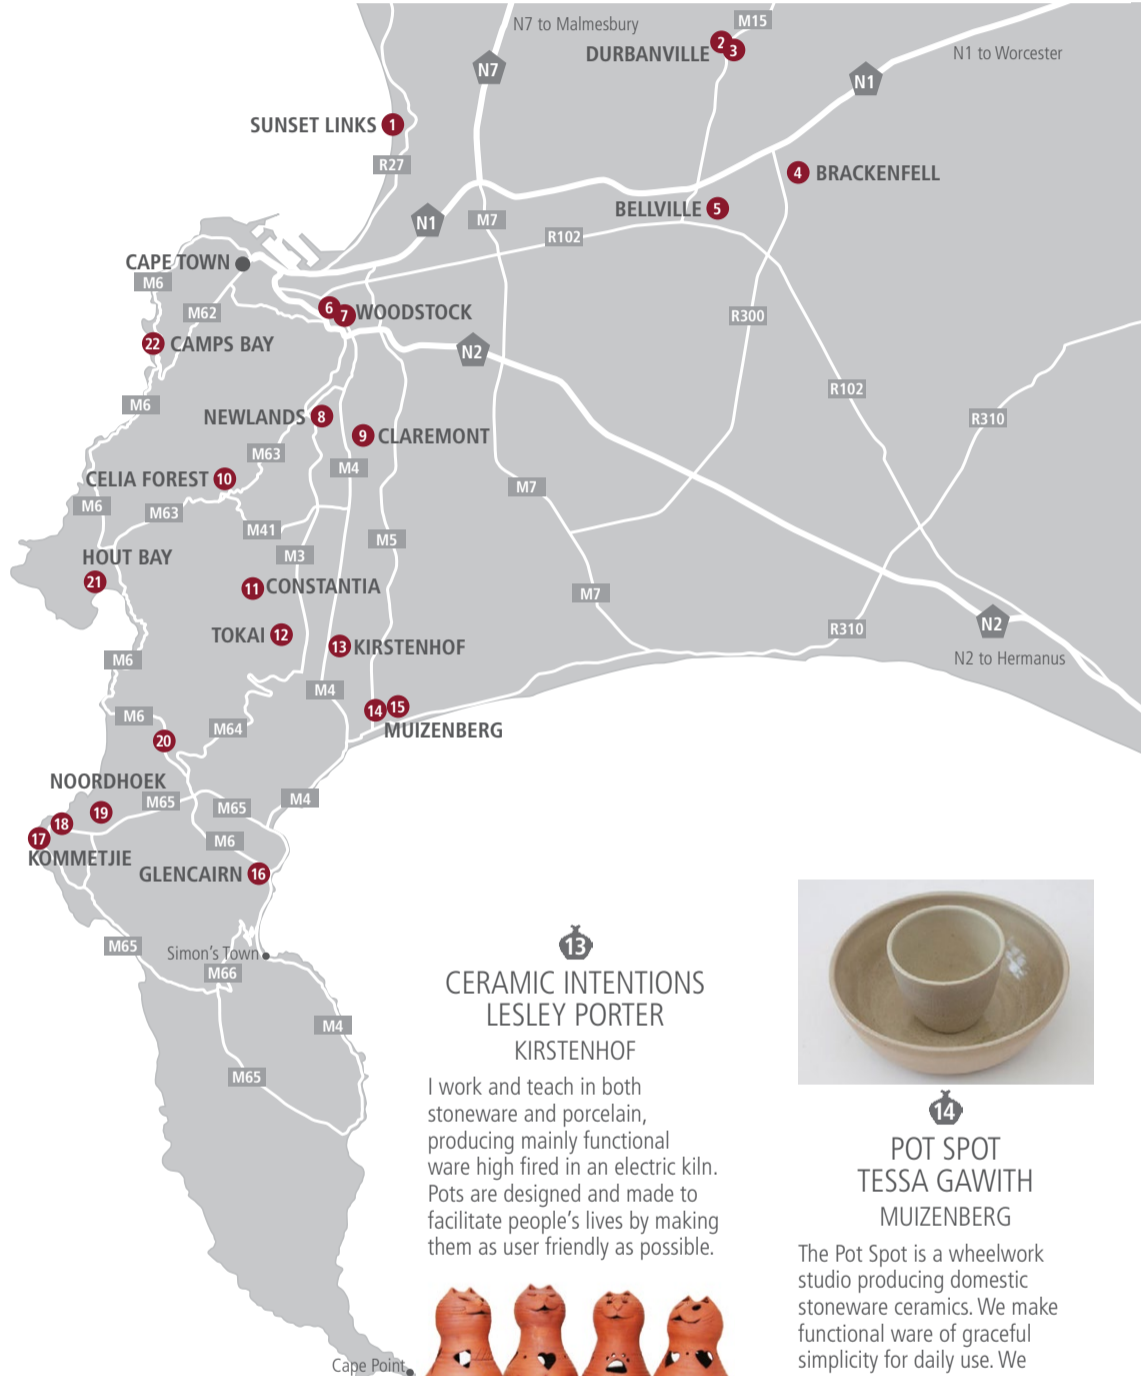 N7 to Malmesbury
M15
DURBANVILLE 2 3
N1 to Worcester
N7
N1
SUNSET LINKS 1
R27
4 BRACKENFELL
BELLVILLE 5
N1
M7
R102
CAPE TOWN
M6
M62
6 7 WOODSTOCK
R300
22 CAMPS BAY
N2
M6
R102
NEWLANDS 8
R310
9 CLAREMONT
M63
M4
CELIA FOREST 10
M7
M6
M63
M41
M5
HOUT BAY
M3
21
11 CONSTANTIA
M7
TOKAI 12
R310
N2
13 KIRSTENHOF
M6
N2 to Hermanus
M4
14 15
M6
M64
MUIZENBERG
20
NOORDHOEK
M65
M65
M4
19
18
17
M6
KOMMETJIE
GLENCAIRN 16
M65
Simon's Town
M66
M4
M65
Cape Point
13
CERAMIC INTENTIONS
LESLEY PORTER
KIRSTENHOF
I work and teach in both
stoneware and porcelain,
producing mainly functional
ware high fired in an electric kiln.
Pots are designed and made to
facilitate people's lives by making
them as user friendly as possible.
14
POT SPOT
TESSA GAWITH
MUIZENBERG
The Pot Spot is a wheelwork
studio producing domestic
stoneware ceramics. We make
functional ware of graceful
simplicity for daily use. We